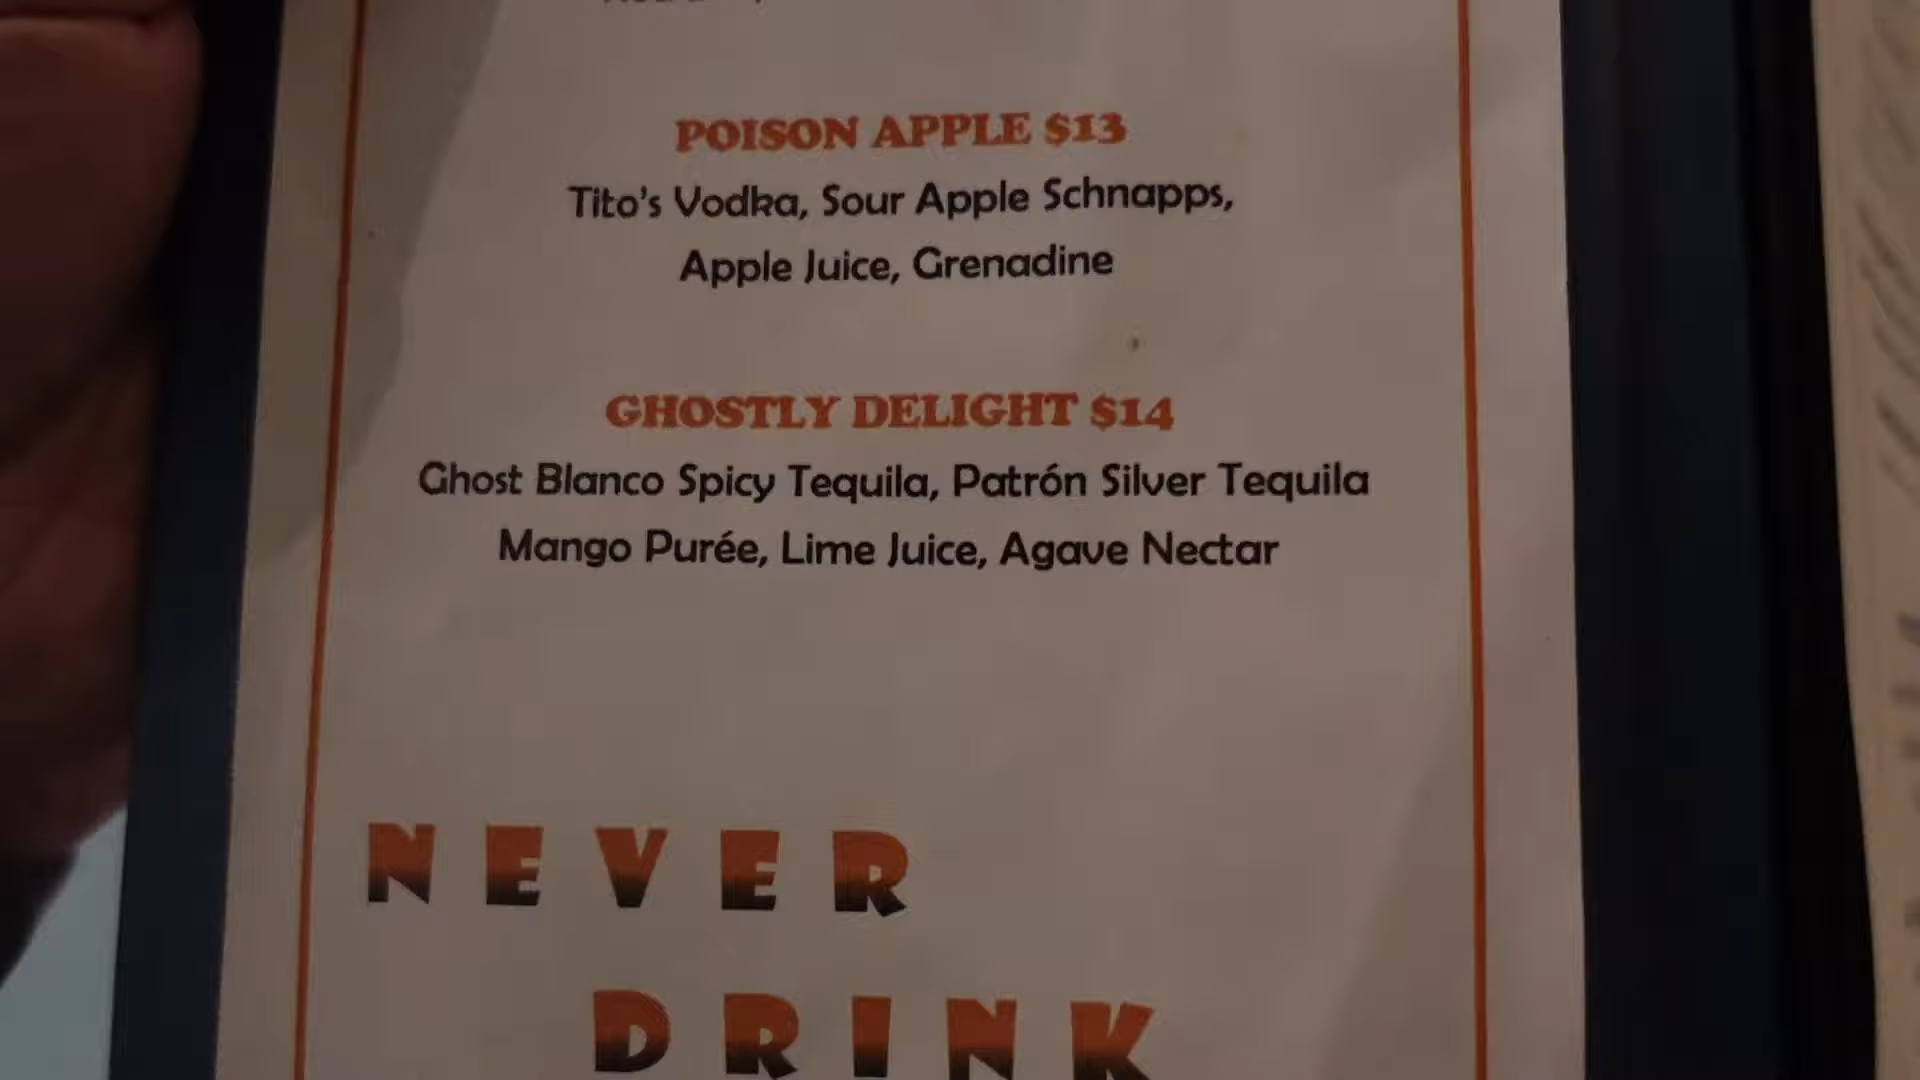 POISON APPLE $13
Tito's Vodka, Sour Apple Schnapps,
Apple Juice, Grenadine
GHOSTLY DELIGHT $14
Ghost Blanco Spicy Tequila, Patrón Silver Tequila
Mango Purée, Lime Juice, Agave Nectar
NEVER
DRINK